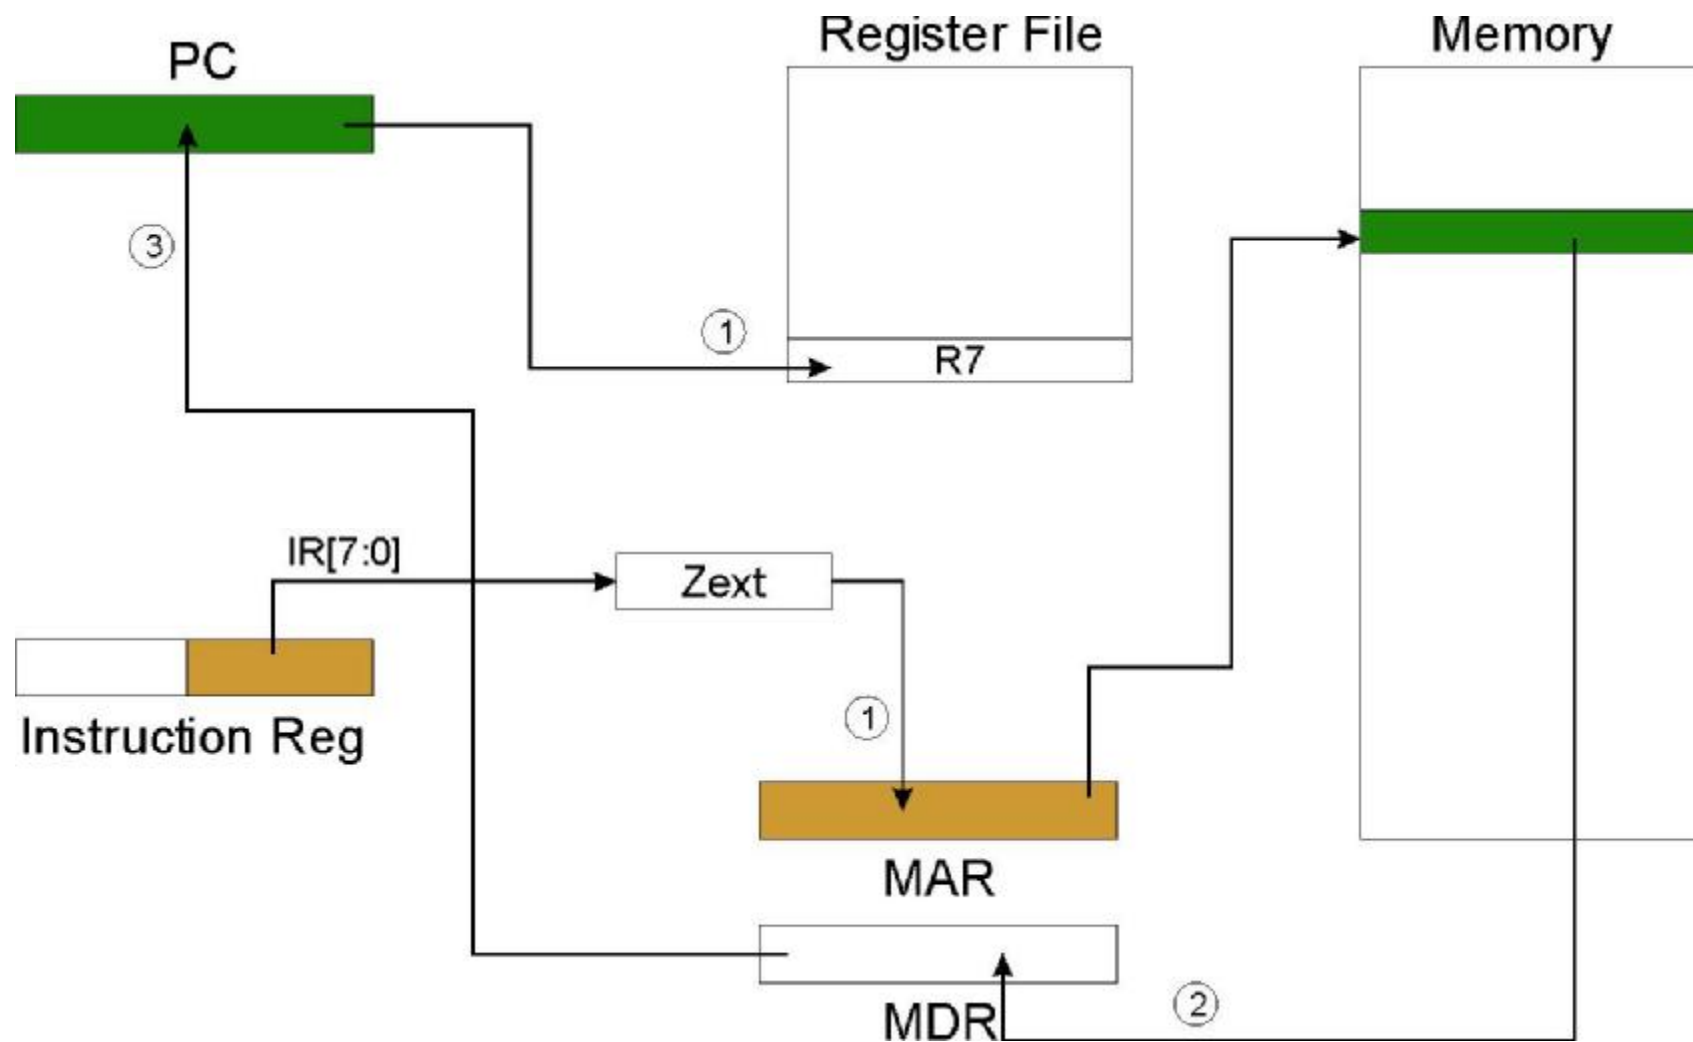 Register File
Memory
PC
3
1
R7
IR[7:0]
Zext
Instruction Reg
1
MAR
MDR
2